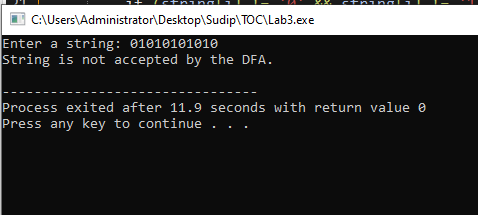 C:\Users\Administrator\Desktop\Sudip\TOC\Lab3.exe
Enter a string: 01010101010
String is not accepted by the DFA.
--------------------------------
Process exited after 11.9 seconds with return value 0
Press any key to continue . . .